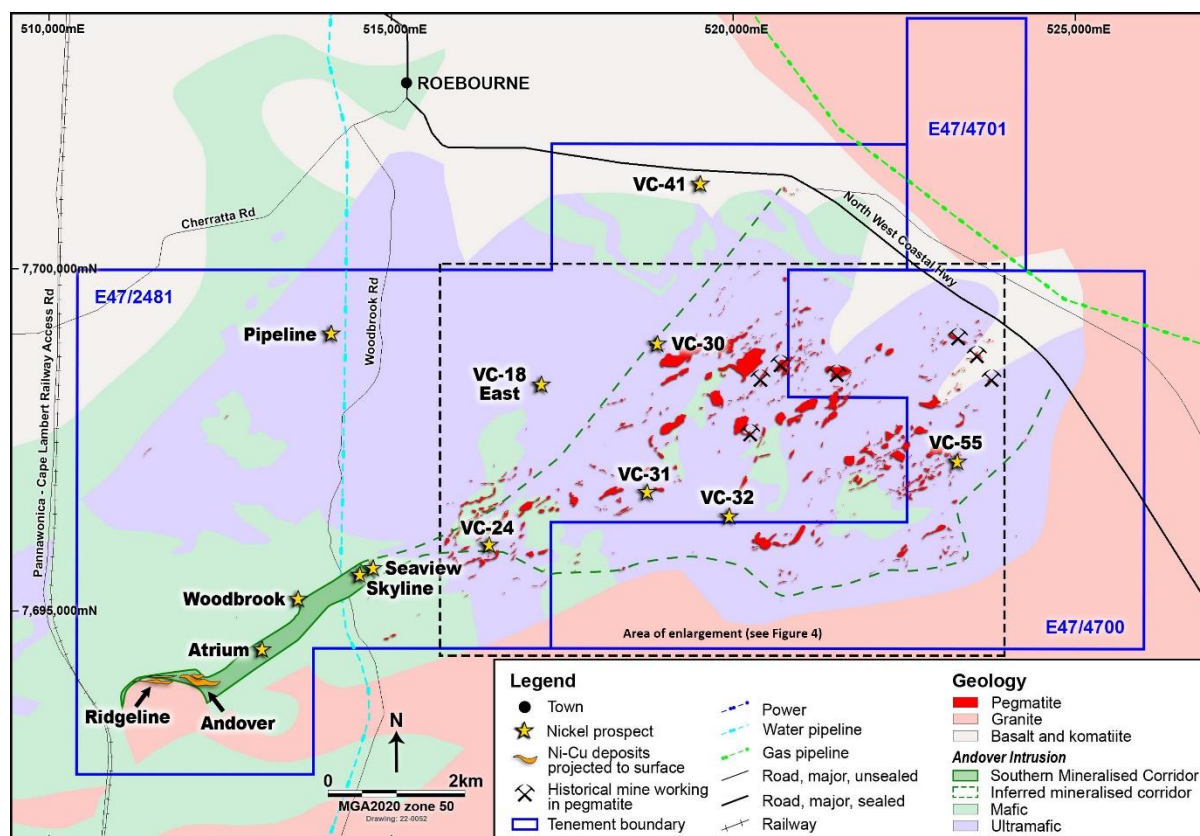 510,000mE
515,000mE
520,000mE
525,000mE
ROEBOURNE
E47/4701
VC-41
Cherratta Rd
North West Coastal Hwy
7,700,000mN
E47/2481
Woodbrook Rd
Pannawonica - Cape Lambert Railway Access Rd
Pipeline
VC-30
VC-18
East
VC-55
VC-31
VC-32
VC-24
Seaview
Skyline
Woodbrook
7,695,000mN
Area of enlargement (see Figure 4)
E47/4700
Atrium
Ridgeline
Andover
N
0
2km
MGA2020 zone 50
Drawing: 22-0052
Legend
Town
Nickel prospect
Ni-Cu deposits
projected to surface
Historical mine working
in pegmatite
Tenement boundary
Power
Water pipeline
Gas pipeline
Road, major, unsealed
Road, major, sealed
Railway
Geology
Pegmatite
Granite
Basalt and komatiite
Andover Intrusion
Southern Mineralised Corridor
Inferred mineralised corridor
Mafic
Ultramafic